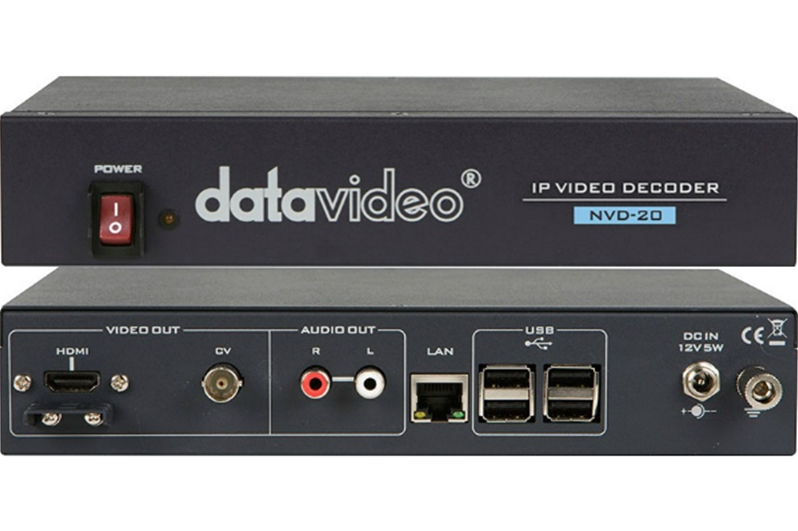 POWER
I
O
datavideo®
IP VIDEO DECODER
NVD-20
VIDEO OUT
AUDIO OUT
USB
HDMI
CV
R
L
LAN
DC IN
12V 5W
CE
+ -